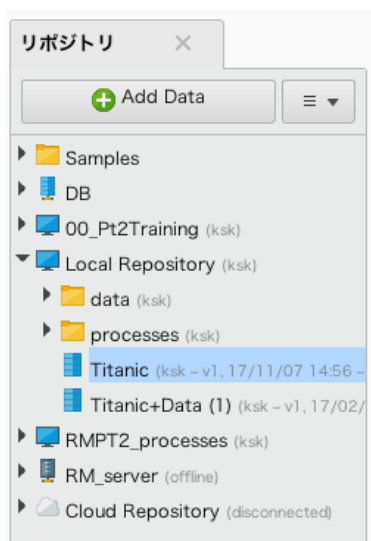 リポジトリ ×
Add Data
Samples
DB
00_Pt2Training (ksk)
Local Repository (ksk)
data (ksk)
processes (ksk)
Titanic (ksk – v1, 17/11/07 14:56 –
Titanic+Data (1) (ksk – v1, 17/02/
RMPT2_processes (ksk)
RM_server (offline)
Cloud Repository (disconnected)